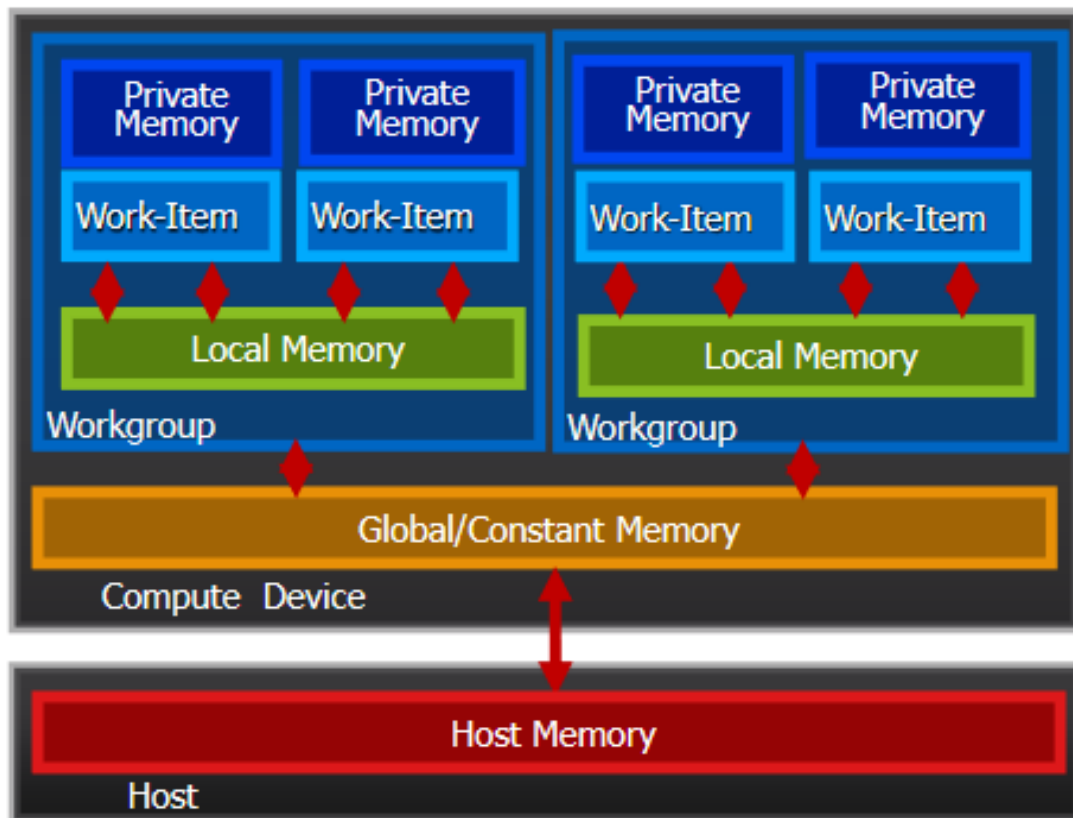 Private
Memory
Private
Memory
Private
Memory
Private
Memory
Work-Item
Work-Item
Work-Item
Work-Item
Local Memory
Local Memory
Workgroup
Workgroup
Global/Constant Memory
Compute Device
Host Memory
Host